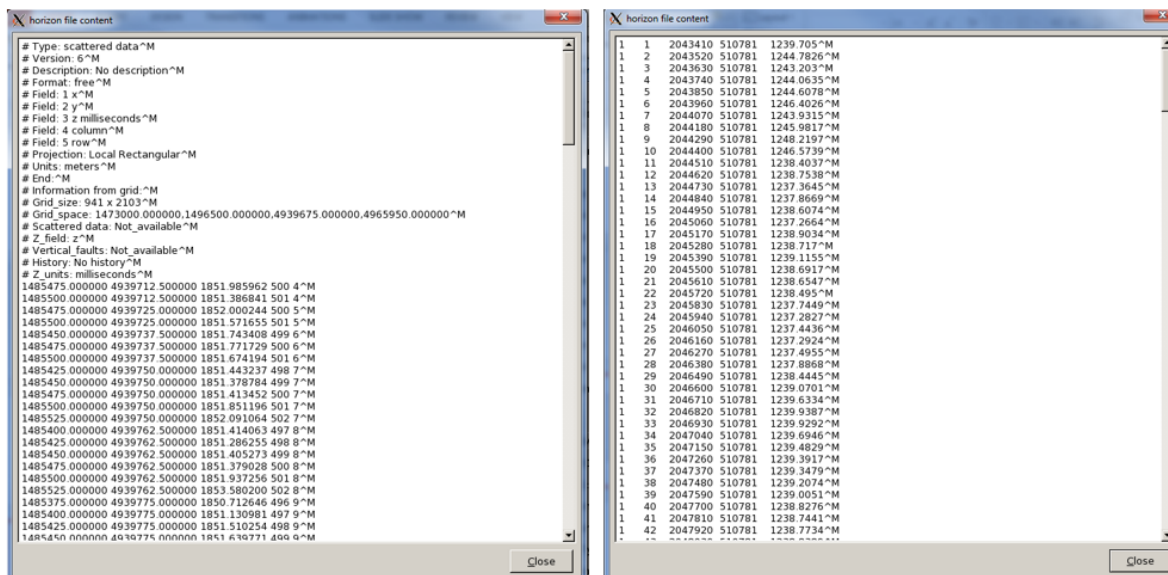 horizon file content
# Type: scattered data^M
# Version: 6^M
# Description: No description^M
# Format: free^M
# Field: 1 x^M
# Field: 2 y^M
# Field: 3 z milliseconds^M
# Field: 4 column^M
# Field: 5 row^M
# Projection: Local Rectangular^M
# Units: meters^M
# End:^M
# Information from grid:^M
# Grid_size: 941 x 2103^M
# Grid_space: 1473000.000000,1496500.000000,4939675.000000,4965950.000000^M
# Scattered data: Not_available^M
# Z_field: z^M
# Vertical_faults: Not_available^M
# History: No history^M
# Z_units: milliseconds^M
1485475.000000 4939712.500000 1851.985962 500 4^M
1485500.000000 4939712.500000 1851.386841 501 4^M
1485475.000000 4939725.000000 1852.000244 500 5^M
1485500.000000 4939725.000000 1851.571655 501 5^M
1485450.000000 4939737.500000 1851.743408 499 6^M
1485475.000000 4939737.500000 1851.771729 500 6^M
1485500.000000 4939737.500000 1851.674194 501 6^M
1485425.000000 4939750.000000 1851.443237 498 7^M
1485450.000000 4939750.000000 1851.378784 499 7^M
1485475.000000 4939750.000000 1851.413452 500 7^M
1485500.000000 4939750.000000 1851.851196 501 7^M
1485525.000000 4939750.000000 1852.091064 502 7^M
1485400.000000 4939762.500000 1851.414063 497 8^M
1485425.000000 4939762.500000 1851.286255 498 8^M
1485450.000000 4939762.500000 1851.405273 499 8^M
1485475.000000 4939762.500000 1851.379028 500 8^M
1485500.000000 4939762.500000 1851.937256 501 8^M
1485525.000000 4939762.500000 1853.580200 502 8^M
1485375.000000 4939775.000000 1850.712646 496 9^M
1485400.000000 4939775.000000 1851.130981 497 9^M
1485425.000000 4939775.000000 1851.510254 498 9^M
1485450.000000 4939775.000000 1851.639771 499 9^M
Close
horizon file content
1 1 2043410 510781 1239.705^M
1 2 2043520 510781 1244.7826^M
1 3 2043630 510781 1243.203^M
1 4 2043740 510781 1244.0635^M
1 5 2043850 510781 1244.6078^M
1 6 2043960 510781 1246.4026^M
1 7 2044070 510781 1243.9315^M
1 8 2044180 510781 1245.9817^M
1 9 2044290 510781 1248.2197^M
1 10 2044400 510781 1246.5739^M
1 11 2044510 510781 1238.4037^M
1 12 2044620 510781 1238.7538^M
1 13 2044730 510781 1237.3645^M
1 14 2044840 510781 1237.8669^M
1 15 2044950 510781 1238.6074^M
1 16 2045060 510781 1237.2664^M
1 17 2045170 510781 1238.9034^M
1 18 2045280 510781 1238.717^M
1 19 2045390 510781 1239.1155^M
1 20 2045500 510781 1238.6917^M
1 21 2045610 510781 1238.6547^M
1 22 2045720 510781 1238.495^M
1 23 2045830 510781 1237.7449^M
1 24 2045940 510781 1237.2827^M
1 25 2046050 510781 1237.4436^M
1 26 2046160 510781 1237.2924^M
1 27 2046270 510781 1237.4955^M
1 28 2046380 510781 1237.8868^M
1 29 2046490 510781 1238.4445^M
1 30 2046600 510781 1239.0701^M
1 31 2046710 510781 1239.6334^M
1 32 2046820 510781 1239.9387^M
1 33 2046930 510781 1239.9292^M
1 34 2047040 510781 1239.6946^M
1 35 2047150 510781 1239.4829^M
1 36 2047260 510781 1239.3917^M
1 37 2047370 510781 1239.3479^M
1 38 2047480 510781 1239.2074^M
1 39 2047590 510781 1239.0051^M
1 40 2047700 510781 1238.8276^M
1 41 2047810 510781 1238.7441^M
1 42 2047920 510781 1238.7734^M
Close